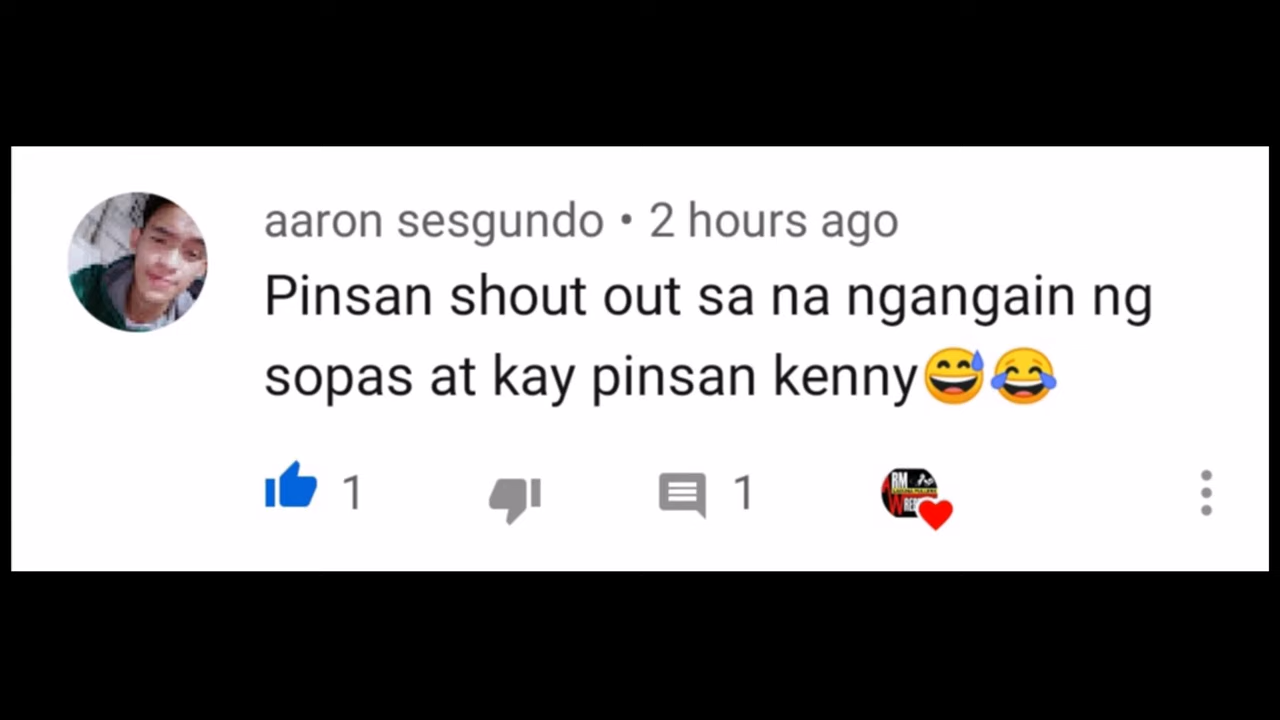 aaron sesgundo • 2 hours ago
Pinsan shout out sa na ngangain ng
sopas at kay pinsan kenny😅😂
1
1
RM